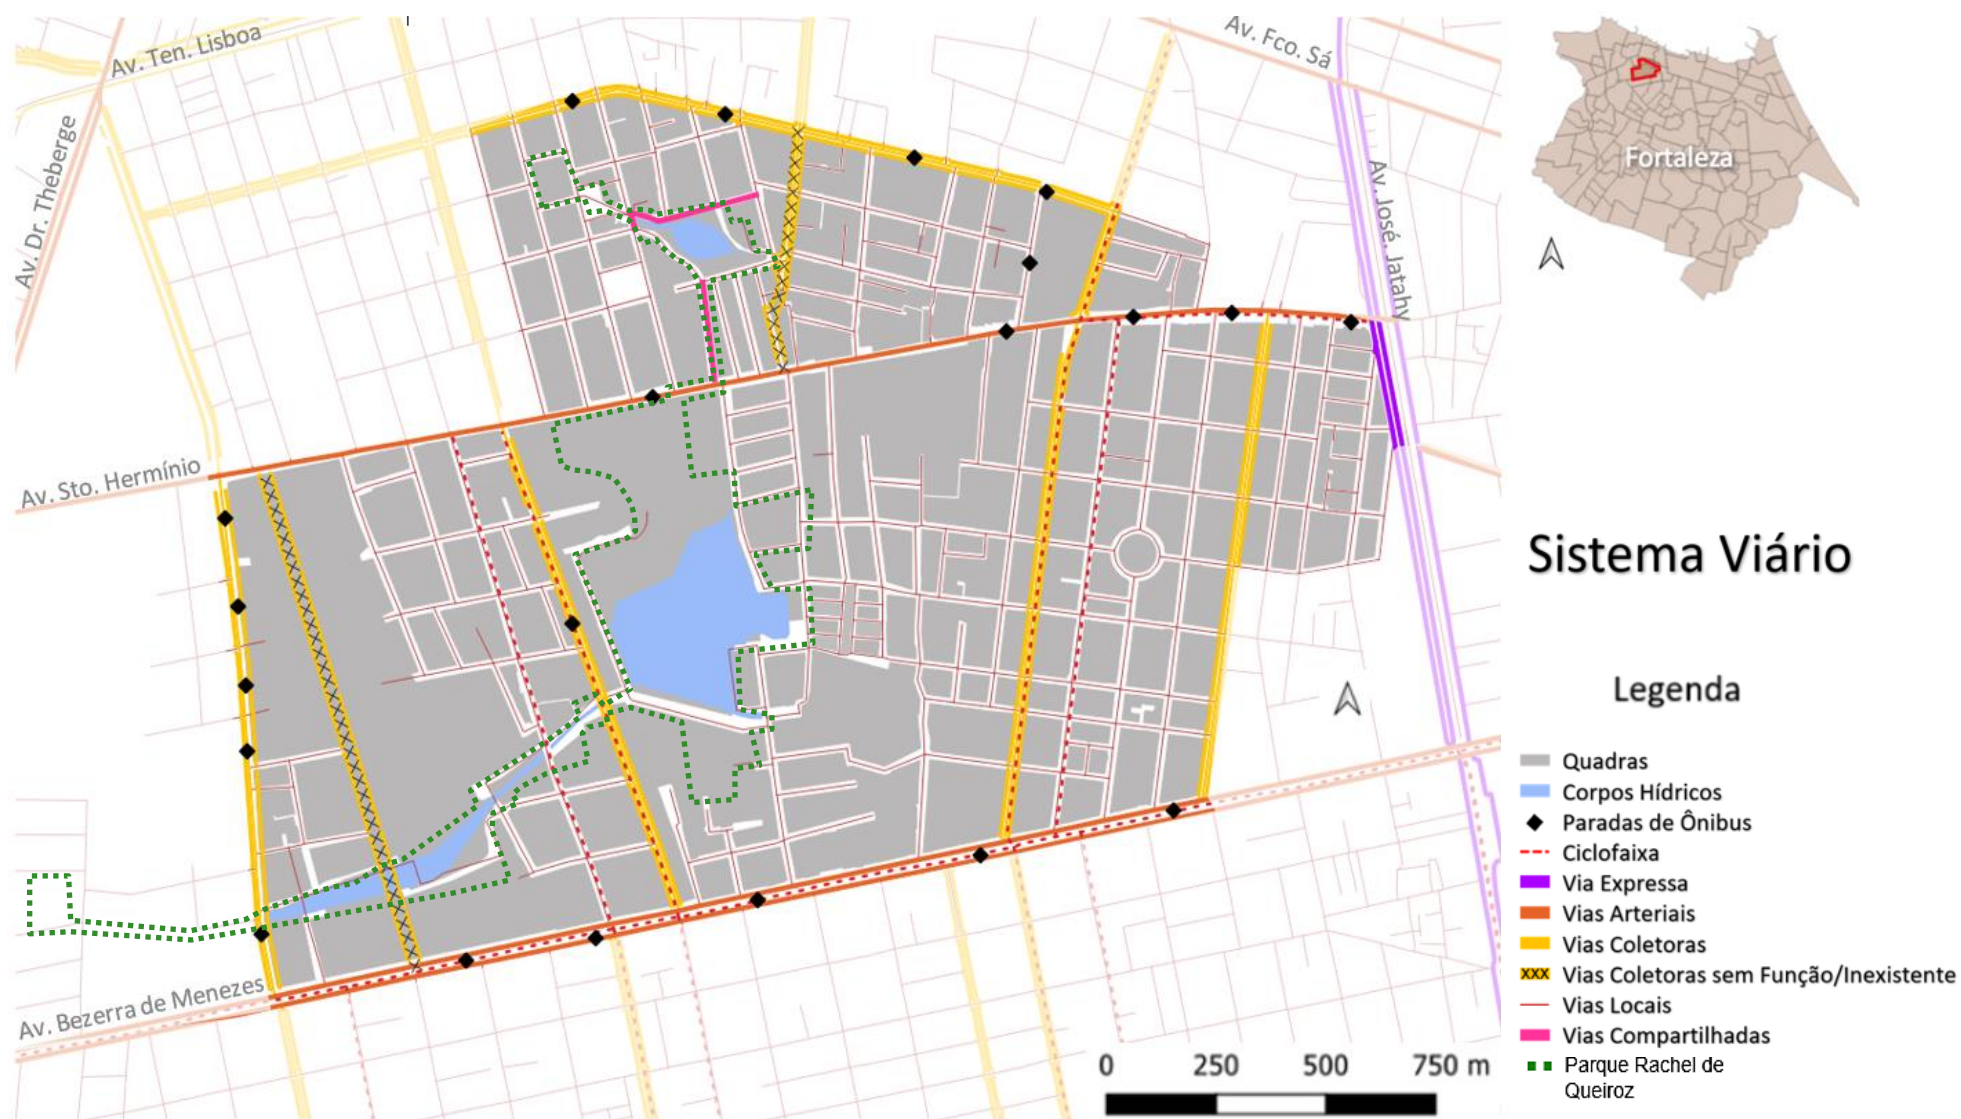 Av. Ten. Lisboa
Av. Fco. Sá
Av. Dr. Theberge
Av. José. Jatahy
Fortaleza
Av. Sto. Hermínio
Av. Bezerra de Menezes
Sistema Viário
Legenda
Quadras
Corpos Hídricos
Paradas de Ônibus
Ciclofaixa
Via Expressa
Vias Arteriais
Vias Coletoras
XXX Vias Coletoras sem Função/Inexistente
Vias Locais
Vias Compartilhadas
Parque Rachel de
Queiroz
0 250 500 750 m